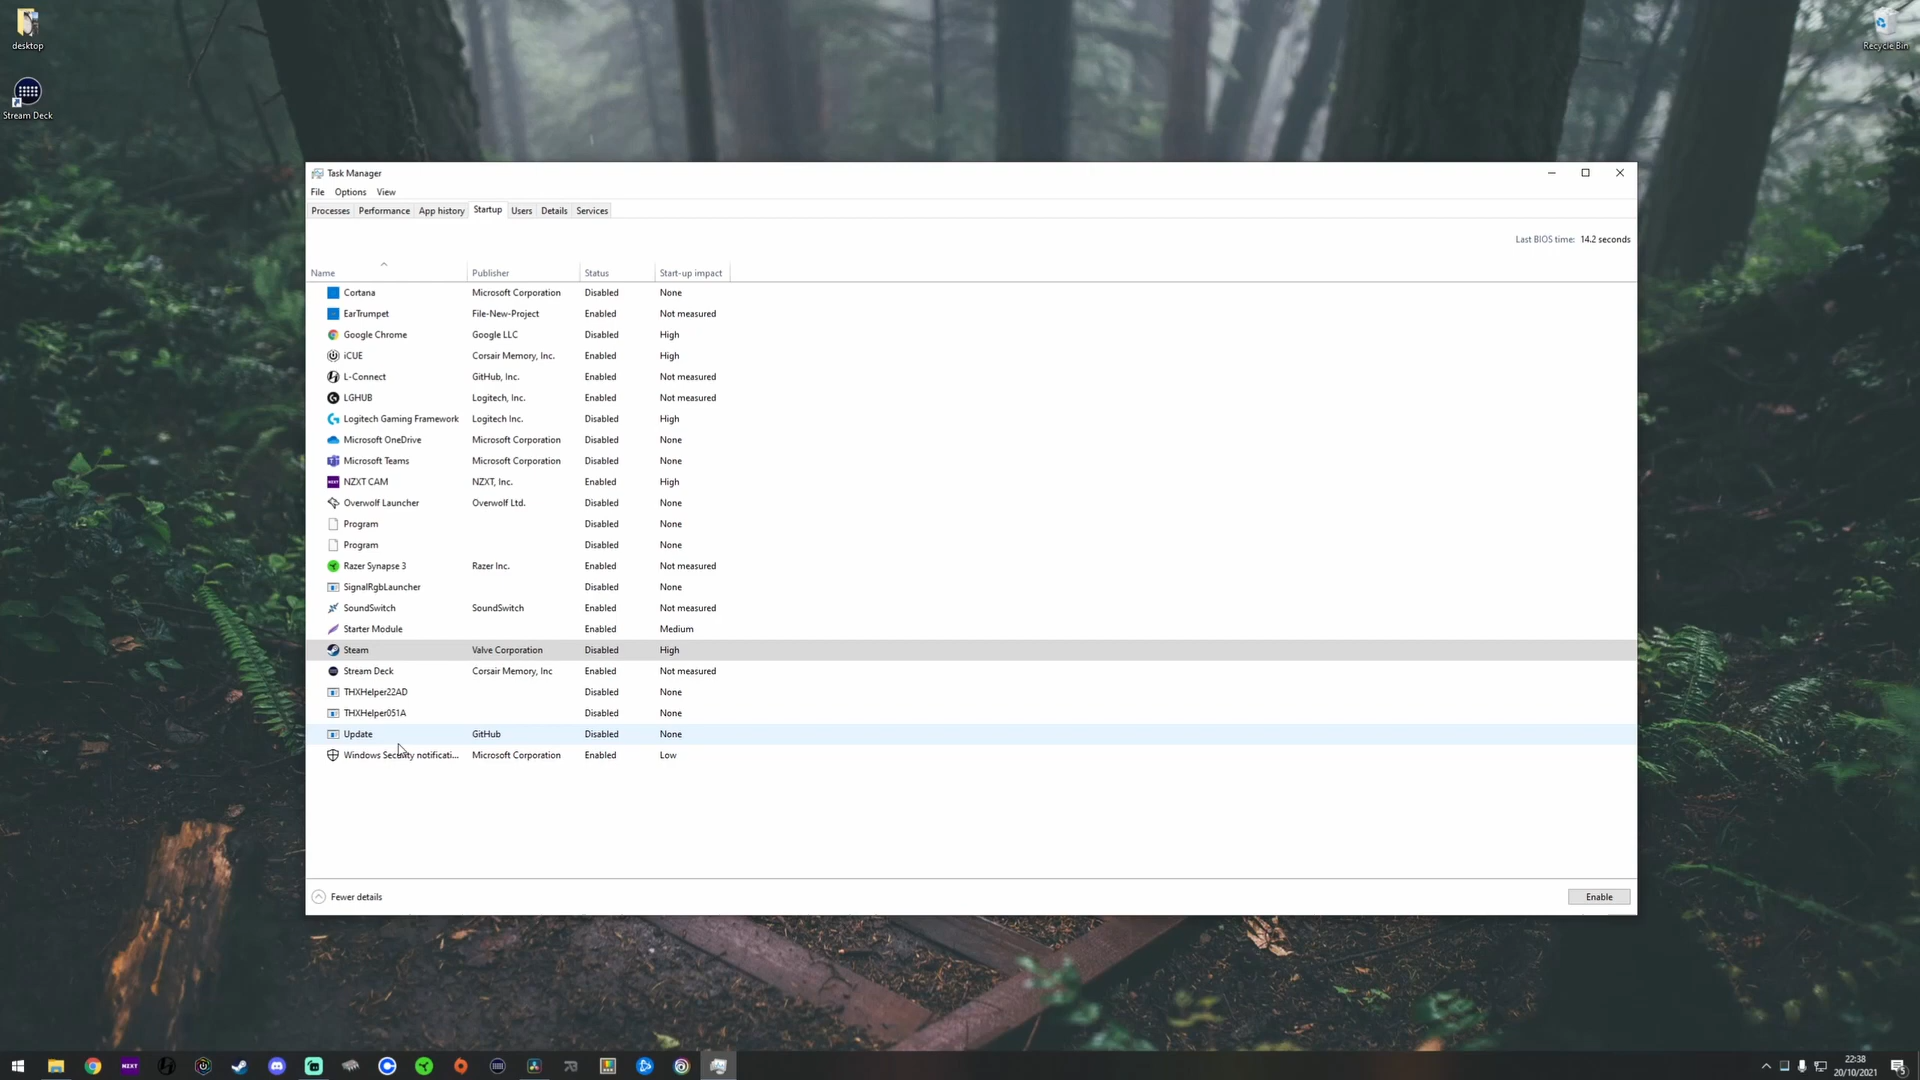 desktop
Stream Deck
Recycle Bin
Task Manager
File Options View
Processes Performance App history Startup Users Details Services
Last BIOS time: 14.2 seconds
Name Publisher Status Start-up impact
Cortana Microsoft Corporation Disabled None
EarTrumpet File-New-Project Enabled Not measured
Google Chrome Google LLC Disabled High
iCUE Corsair Memory, Inc. Enabled High
L-Connect GitHub, Inc. Enabled Not measured
LGHUB Logitech, Inc. Enabled Not measured
Logitech Gaming Framework Logitech Inc. Disabled High
Microsoft OneDrive Microsoft Corporation Disabled None
Microsoft Teams Microsoft Corporation Disabled None
NZXT CAM NZXT, Inc. Enabled High
Overwolf Launcher Overwolf Ltd. Disabled None
Program Disabled None
Program Disabled None
Razer Synapse 3 Razer Inc. Enabled Not measured
SignalRgbLauncher Disabled None
SoundSwitch SoundSwitch Enabled Not measured
Starter Module Enabled Medium
Steam Valve Corporation Disabled High
Stream Deck Corsair Memory, Inc Enabled Not measured
THXHelper22AD Disabled None
THXHelper051A Disabled None
Update GitHub Disabled None
Windows Security notificati... Microsoft Corporation Enabled Low
Fewer details
Enable
NZXT
22:38
20/10/2021